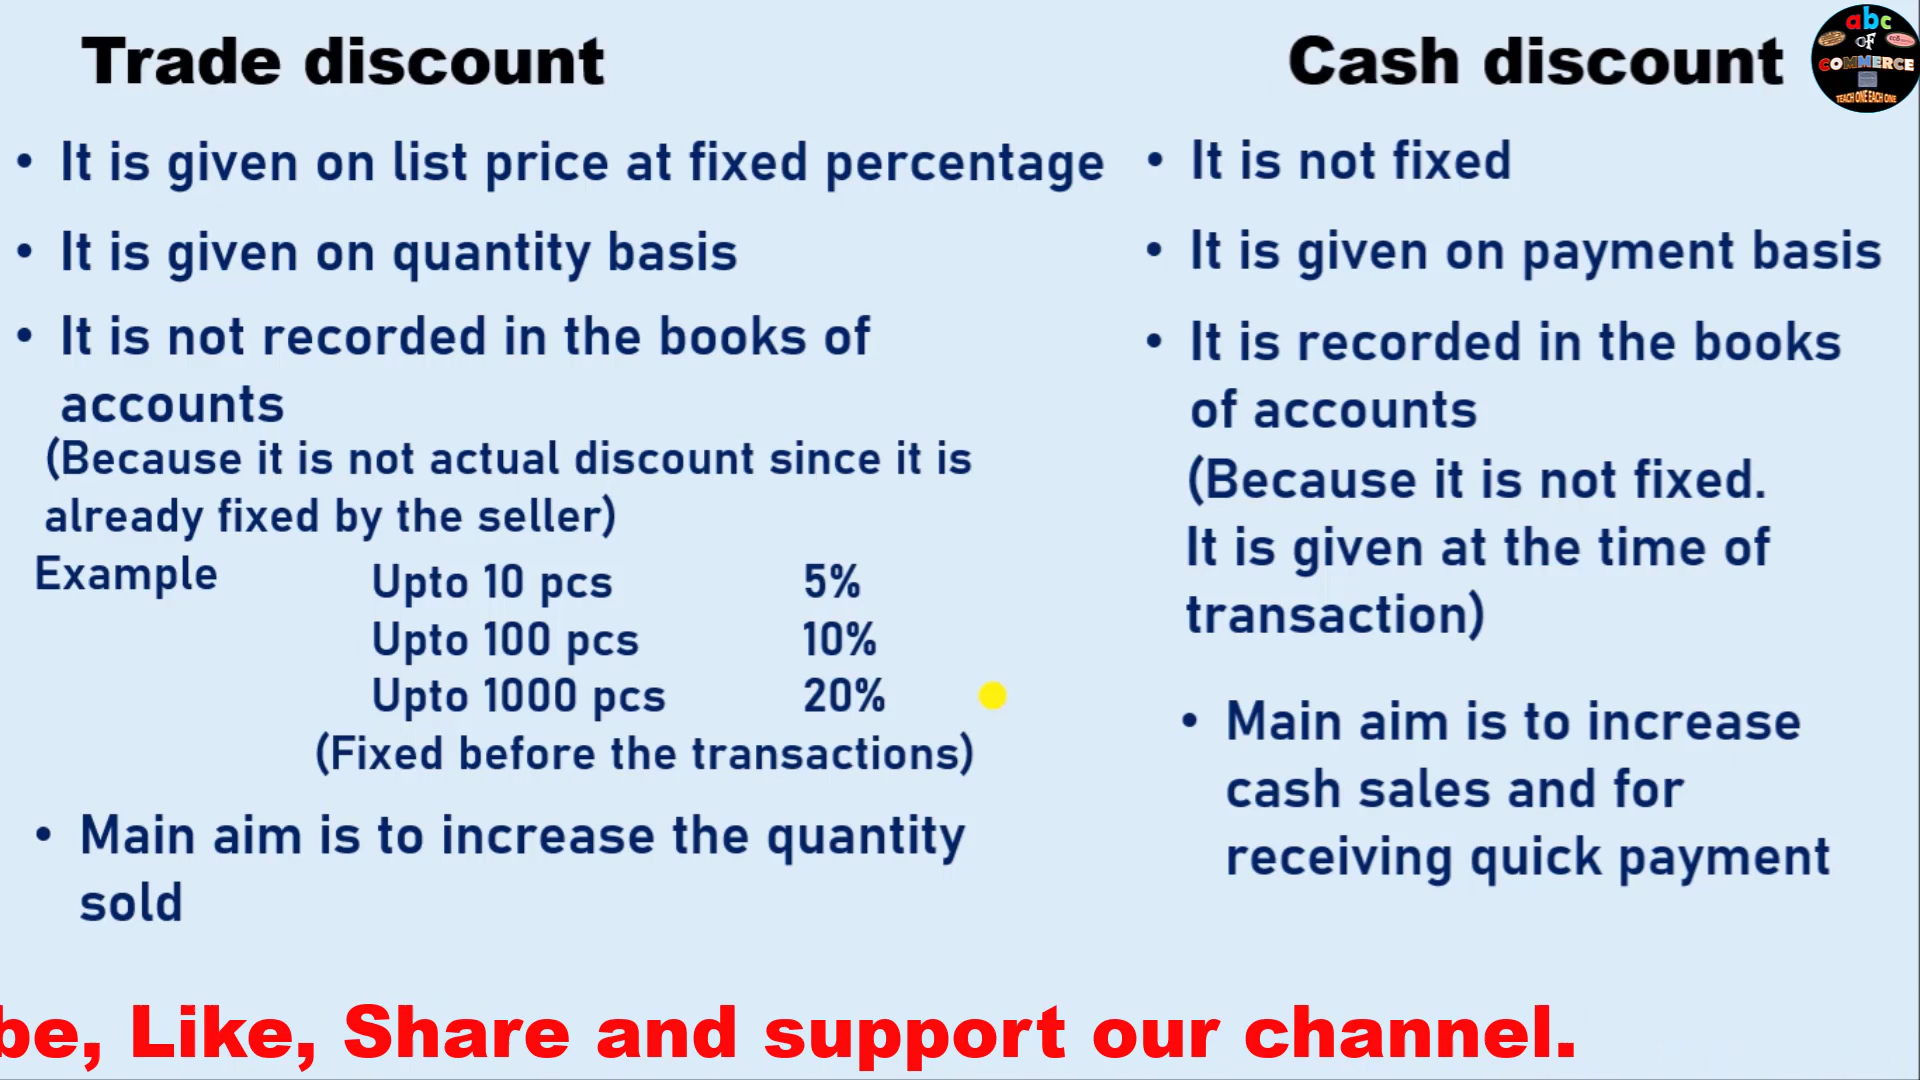 Trade discount
• It is given on list price at fixed percentage
• It is given on quantity basis
• It is not recorded in the books of
accounts
(Because it is not actual discount since it is
already fixed by the seller)
Example
Upto 10 pcs 5%
Upto 100 pcs 10%
Upto 1000 pcs 20%
(Fixed before the transactions)
• Main aim is to increase the quantity
sold
Cash discount
• It is not fixed
• It is given on payment basis
• It is recorded in the books
of accounts
(Because it is not fixed.
It is given at the time of
transaction)
• Main aim is to increase
cash sales and for
receiving quick payment
abc
OF
COMMERCE
TEACH ONE EACH ONE
be, Like, Share and support our channel.